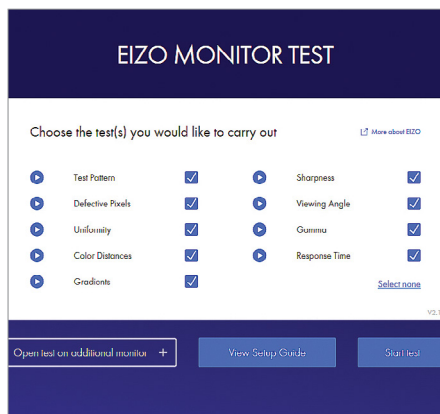 EIZO MONITOR TEST
Choose the test(s) you would like to carry out
More about EIZO
Test Pattern
Sharpness
Defective Pixels
Viewing Angle
Uniformity
Gamma
Color Distances
Response Time
Gradients
Select none
Open test on additional monitor +
View Setup Guide
Start test